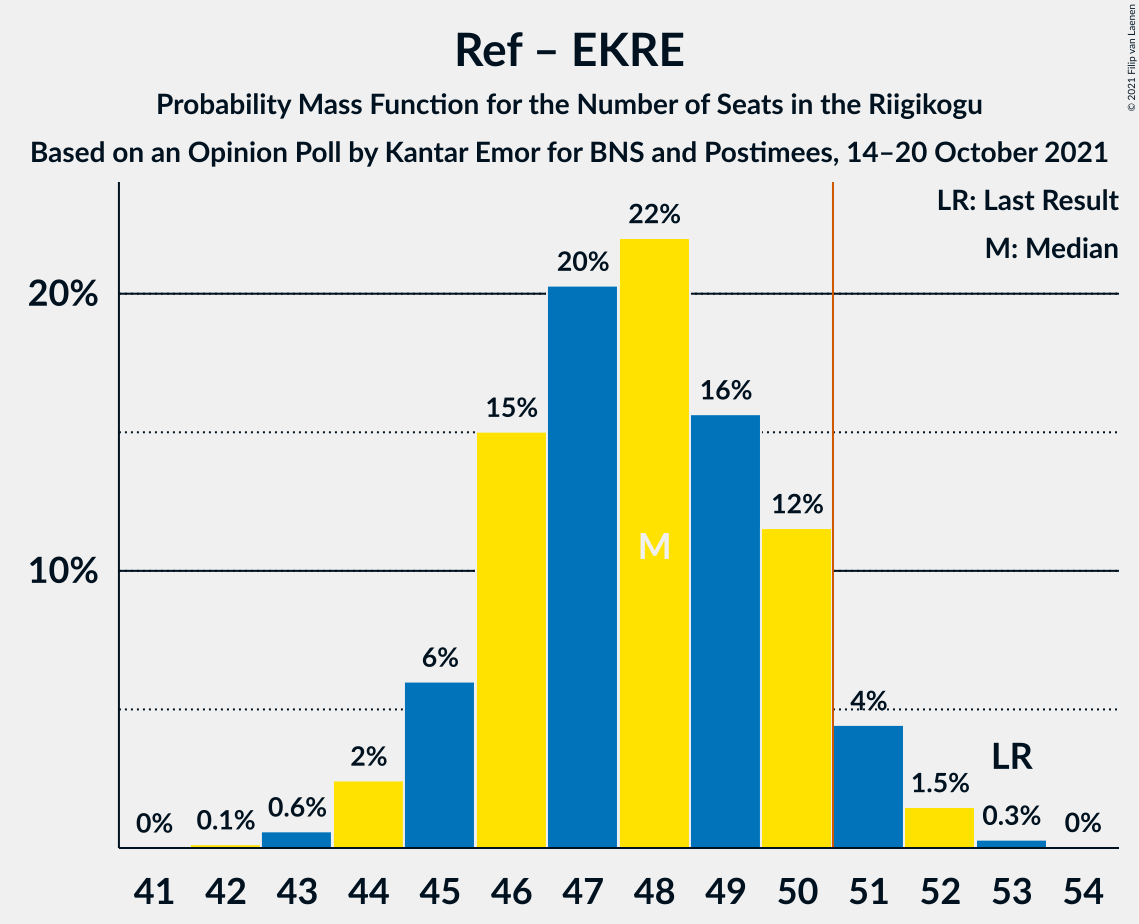 Ref – EKRE
Probability Mass Function for the Number of Seats in the Riigikogu
Based on an Opinion Poll by Kantar Emor for BNS and Postimees, 14–20 October 2021
© 2021 Filip van Laenen
LR: Last Result
M: Median
20%
10%
0%
0.1%
0.6%
2%
6%
15%
20%
22%
16%
12%
4%
1.5%
0.3%
0%
M
LR
41 42 43 44 45 46 47 48 49 50 51 52 53 54